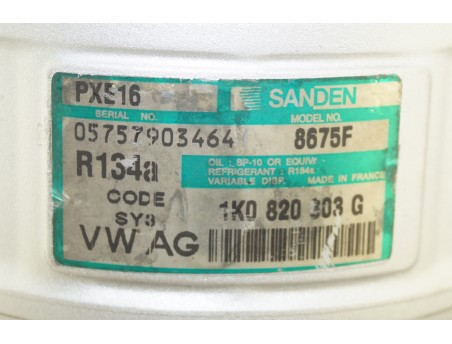 PXE16 SANDEN
SERIAL NO. MODEL NO.
05757903464 8675F
R134a OIL : SP-10 OR EQUIV.
REFRIGERANT : R134a
VARIABLE DISP. MADE IN FRANCE
CODE 1K0 820 803 G
SY3
VW AG